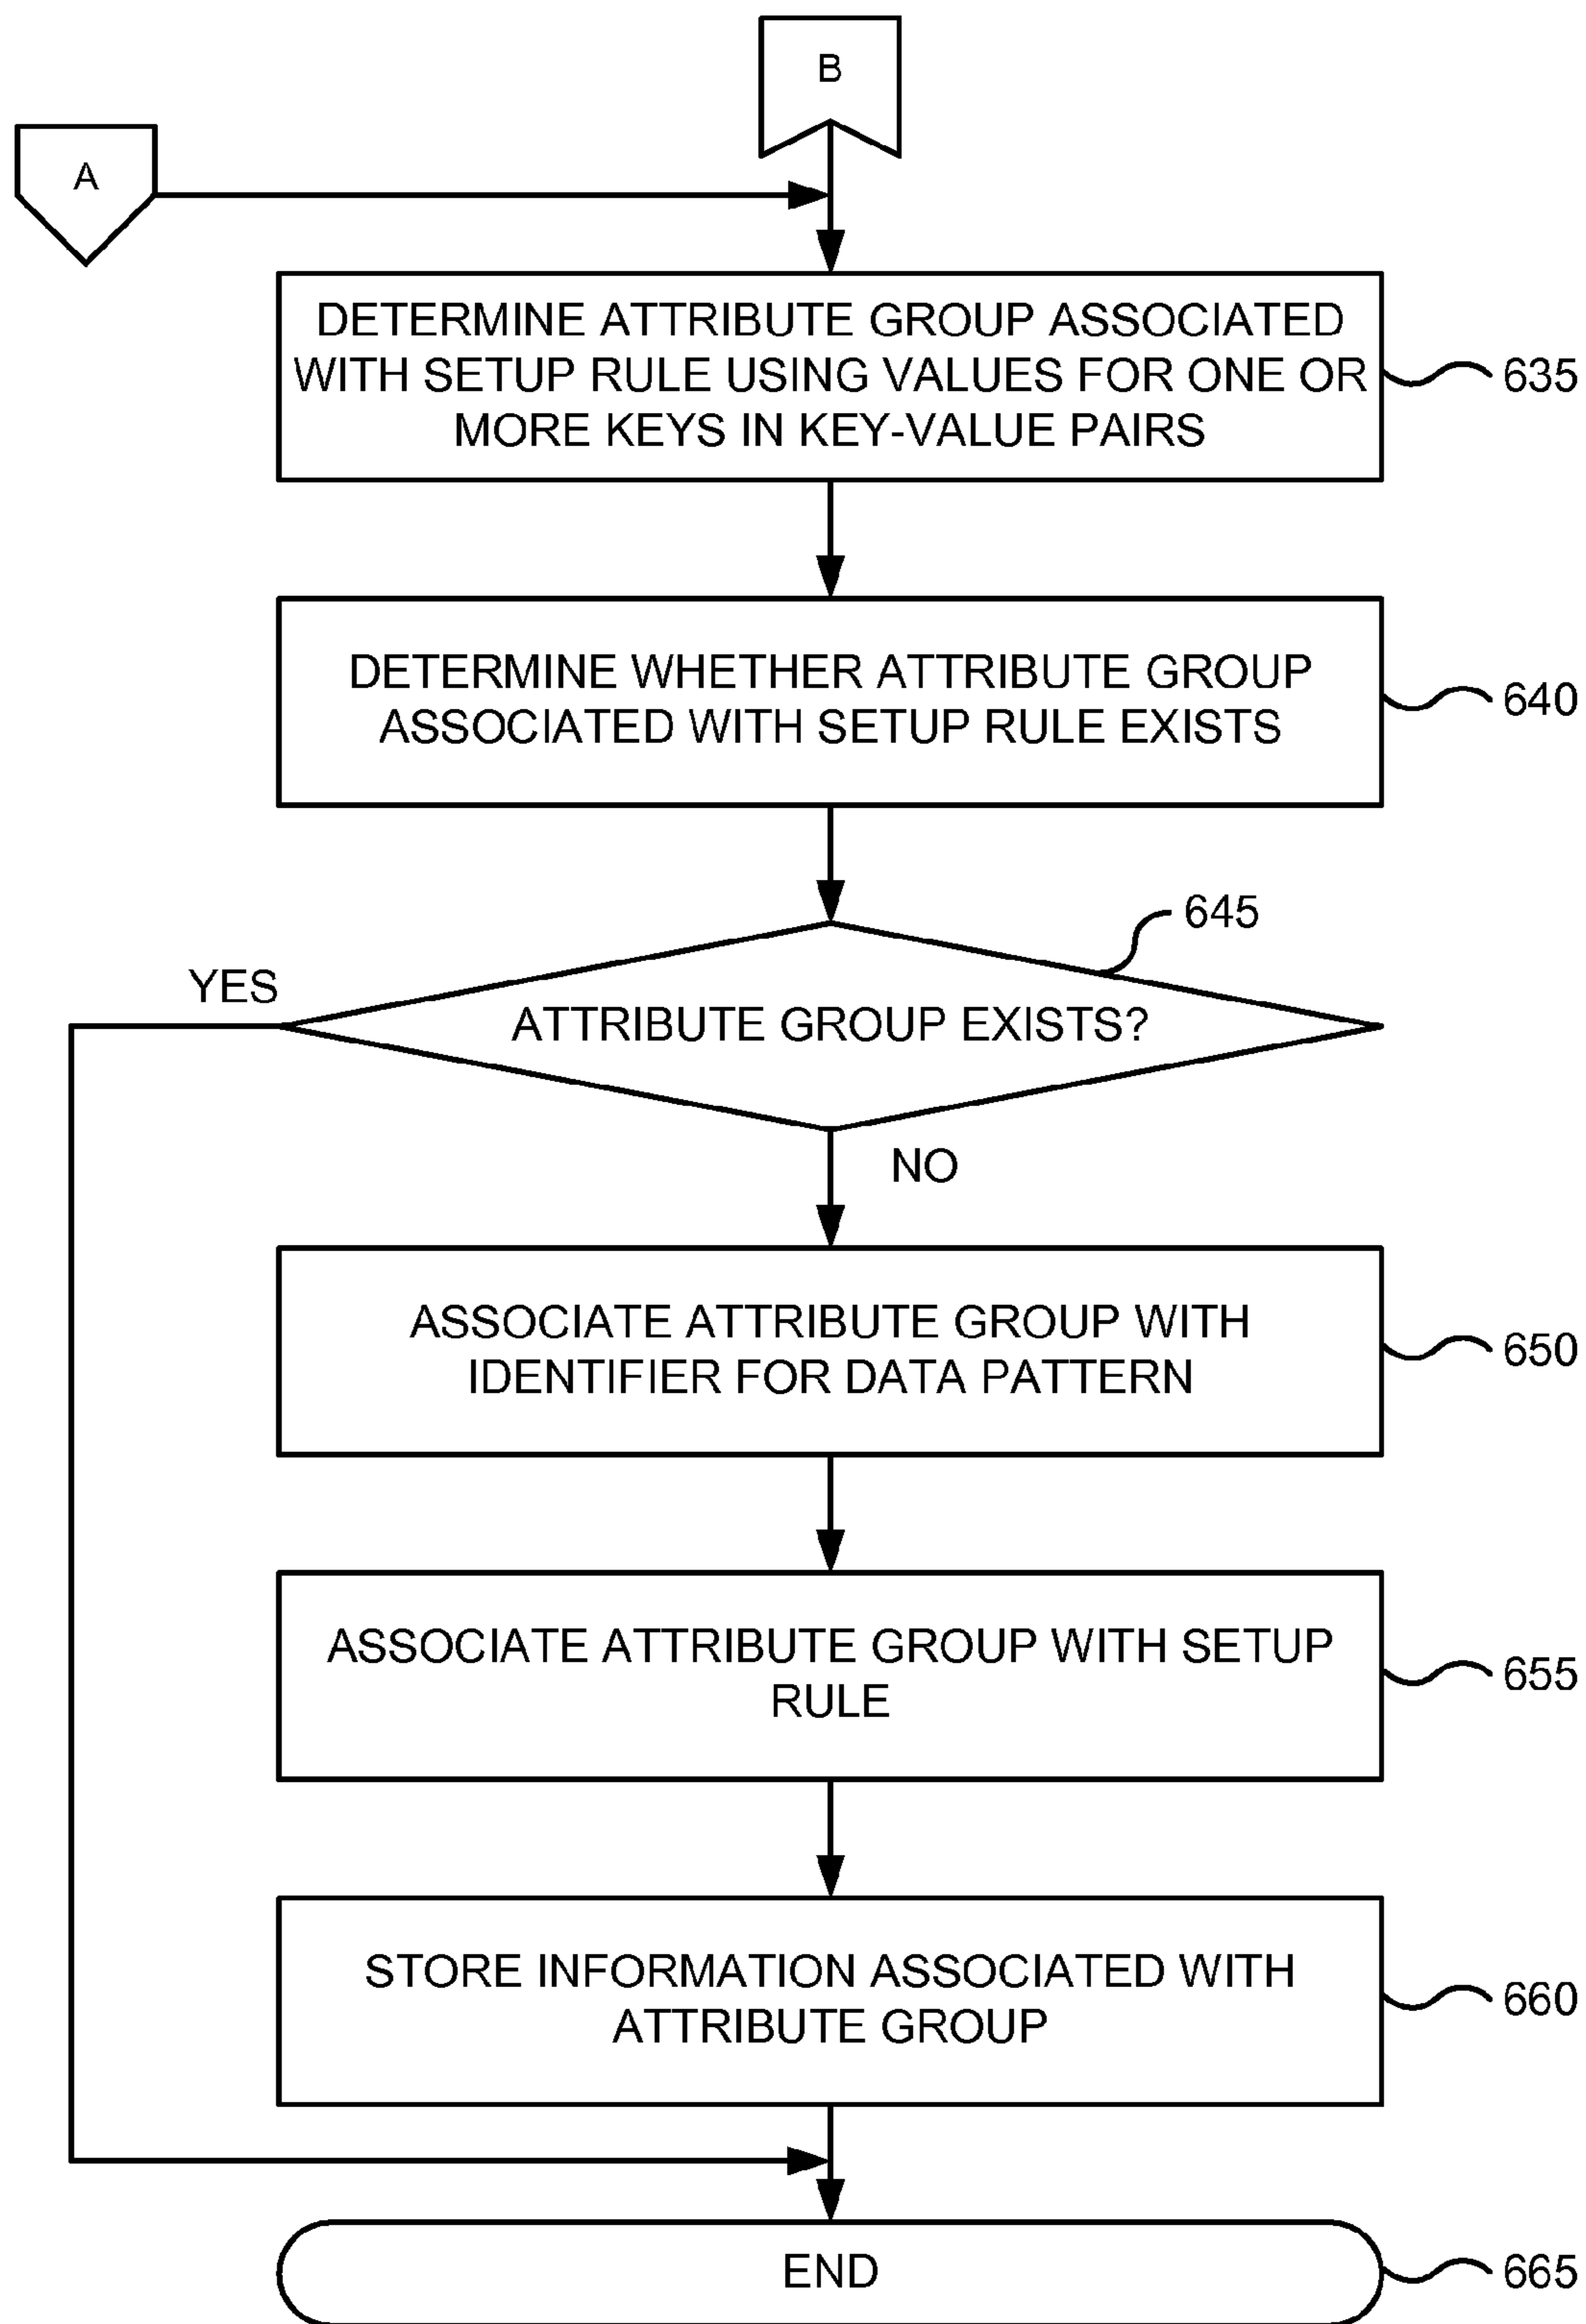 B
A
DETERMINE ATTRIBUTE GROUP ASSOCIATED
WITH SETUP RULE USING VALUES FOR ONE OR
MORE KEYS IN KEY-VALUE PAIRS
635
DETERMINE WHETHER ATTRIBUTE GROUP
ASSOCIATED WITH SETUP RULE EXISTS
640
645
YES
ATTRIBUTE GROUP EXISTS?
NO
ASSOCIATE ATTRIBUTE GROUP WITH
IDENTIFIER FOR DATA PATTERN
650
ASSOCIATE ATTRIBUTE GROUP WITH SETUP
RULE
655
STORE INFORMATION ASSOCIATED WITH
ATTRIBUTE GROUP
660
END
665